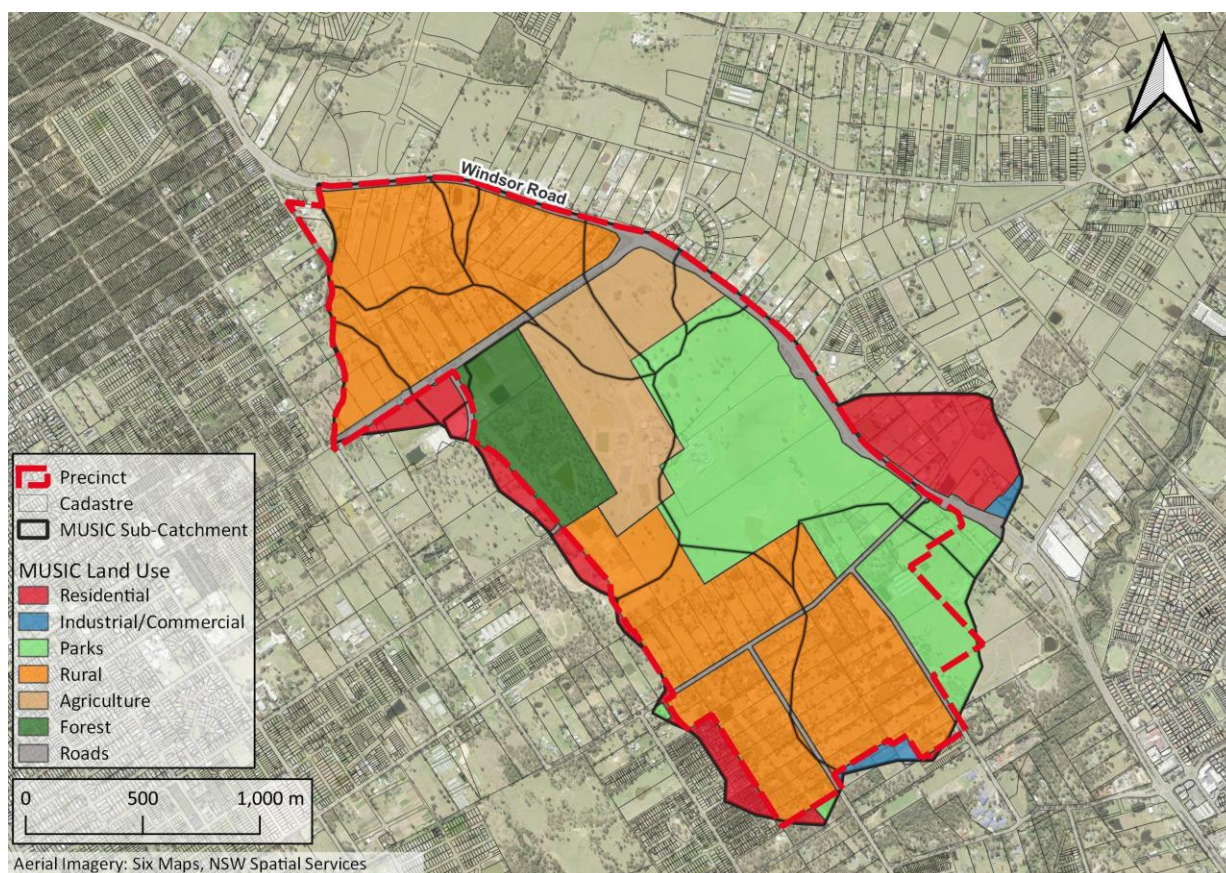 Windsor Road
Precinct
Cadastre
MUSIC Sub-Catchment
MUSIC Land Use
Residential
Industrial/Commercial
Parks
Rural
Agriculture
Forest
Roads
0 500 1,000 m
Aerial Imagery: Six Maps, NSW Spatial Services